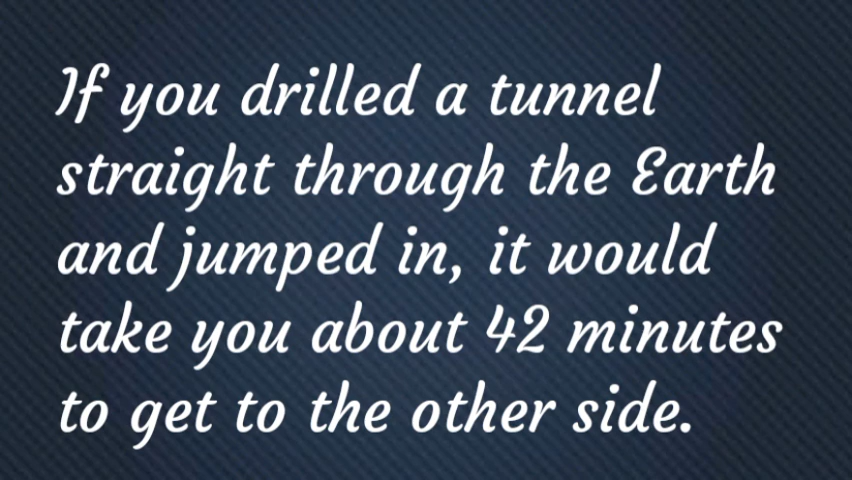 If you drilled a tunnel
straight through the Earth
and jumped in, it would
take you about 42 minutes
to get to the other side.